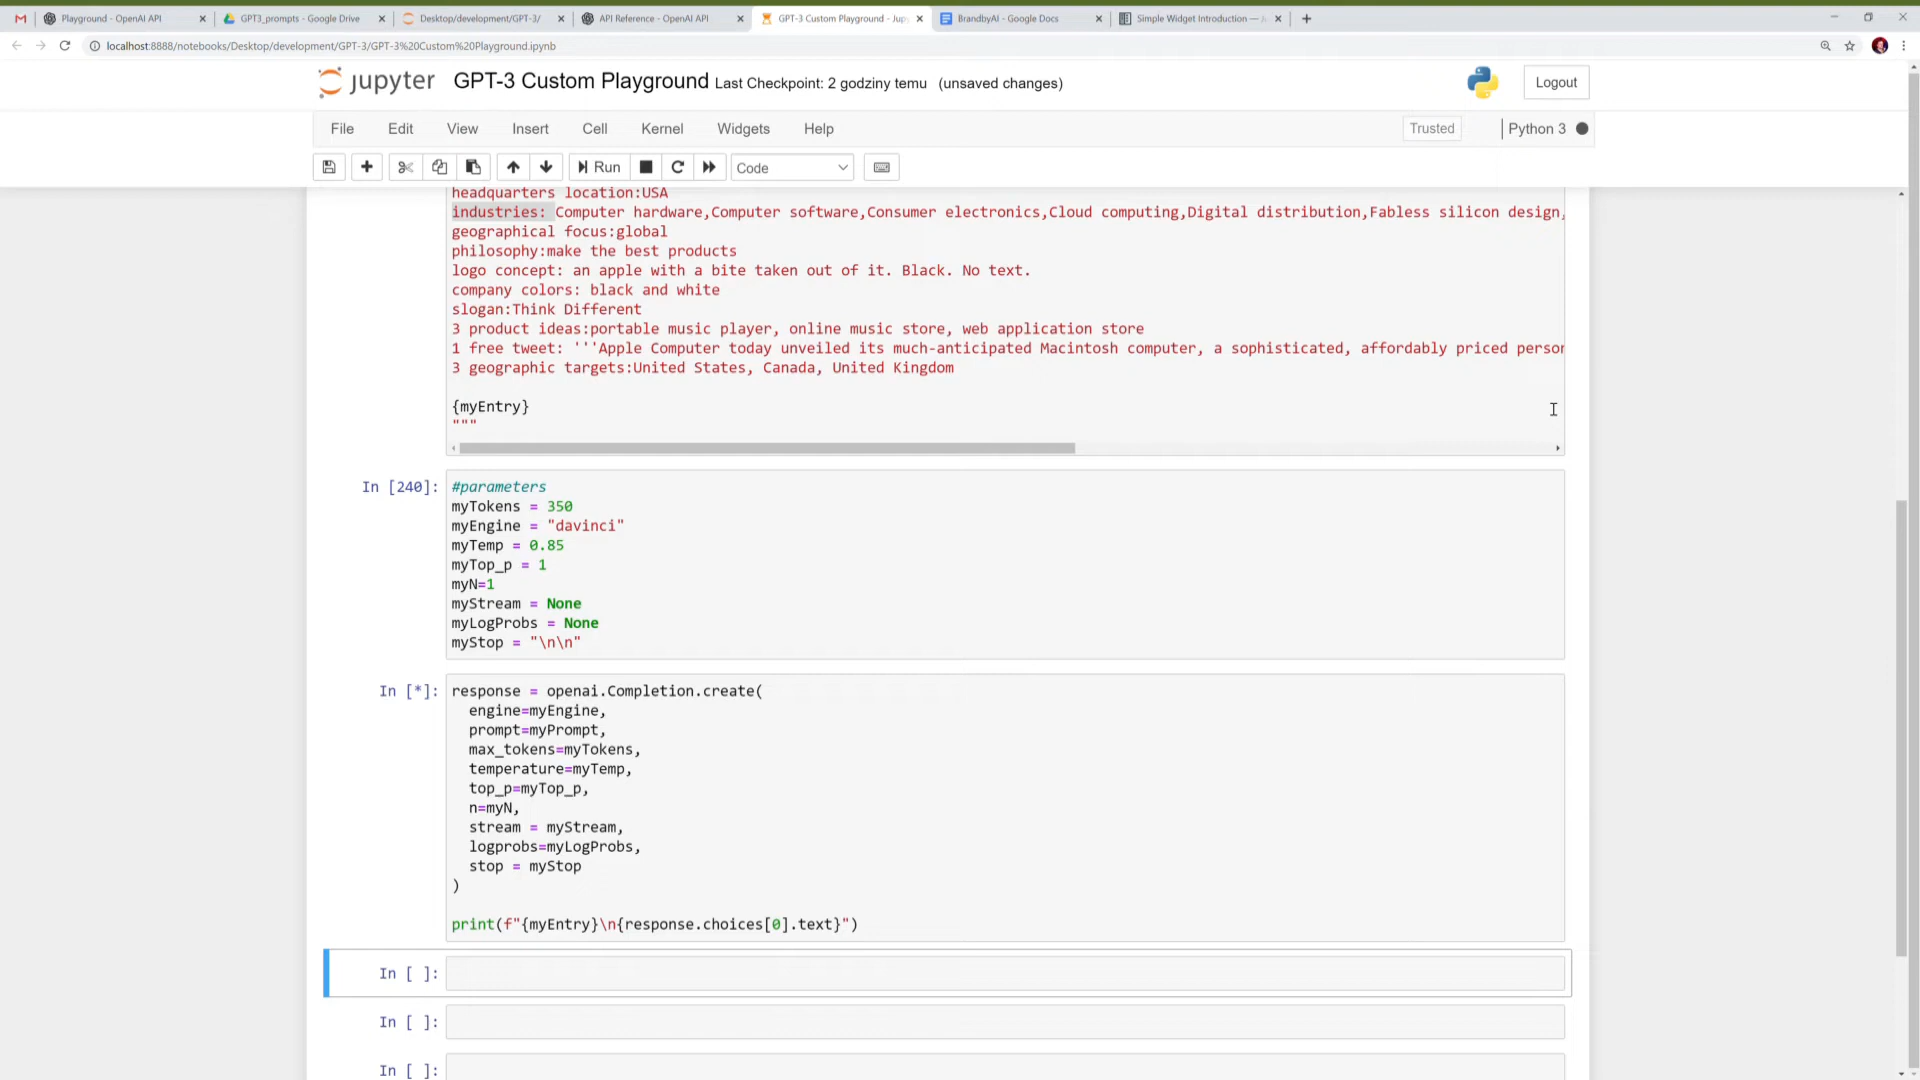 Playground - OpenAI API
GPT3_prompts - Google Drive
Desktop/development/GPT-3/
API Reference - OpenAI API
GPT-3 Custom Playground - Jup
BrandbyAI - Google Docs
Simple Widget Introduction —
localhost:8888/notebooks/Desktop/development/GPT-3/GPT-3%20Custom%20Playground.ipynb
jupyter GPT-3 Custom Playground Last Checkpoint: 2 godziny temu (unsaved changes)
Logout
File Edit View Insert Cell Kernel Widgets Help
Trusted
Python 3
Run
Code
headquarters location:USA
industries: Computer hardware,Computer software,Consumer electronics,Cloud computing,Digital distribution,Fabless silicon design,
geographical focus:global
philosophy:make the best products
logo concept: an apple with a bite taken out of it. Black. No text.
company colors: black and white
slogan:Think Different
3 product ideas:portable music player, online music store, web application store
1 free tweet: '''Apple Computer today unveiled its much-anticipated Macintosh computer, a sophisticated, affordably priced person
3 geographic targets:United States, Canada, United Kingdom
{myEntry}
"""
In [240]:
#parameters
myTokens = 350
myEngine = "davinci"
myTemp = 0.85
myTop_p = 1
myN=1
myStream = None
myLogProbs = None
myStop = "\n\n"
In [*]:
response = openai.Completion.create(
engine=myEngine,
prompt=myPrompt,
max_tokens=myTokens,
temperature=myTemp,
top_p=myTop_p,
n=myN,
stream = myStream,
logprobs=myLogProbs,
stop = myStop
)
print(f"{myEntry}\n{response.choices[0].text}")
In [ ]:
In [ ]:
In [ ]: